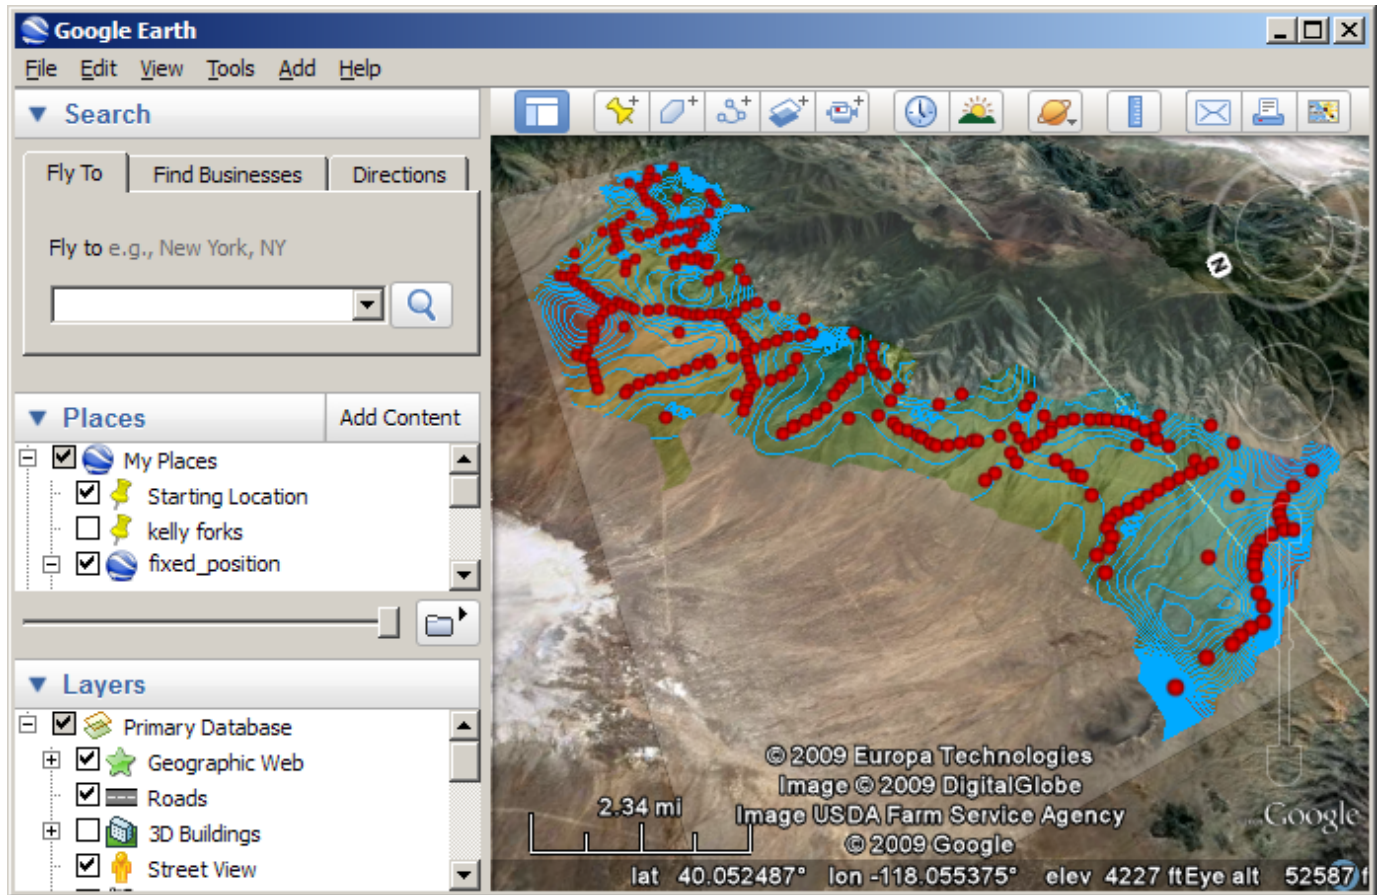 Google Earth
File Edit View Tools Add Help
Search
Fly To Find Businesses Directions
Fly to e.g., New York, NY
Places Add Content
My Places
Starting Location
kelly forks
fixed_position
Layers
Primary Database
Geographic Web
Roads
3D Buildings
Street View
N
© 2009 Europa Technologies
Image © 2009 DigitalGlobe
2.34 mi Image USDA Farm Service Agency
© 2009 Google
Google
lat 40.052487° lon -118.055375° elev 4227 ft Eye alt 52587 f